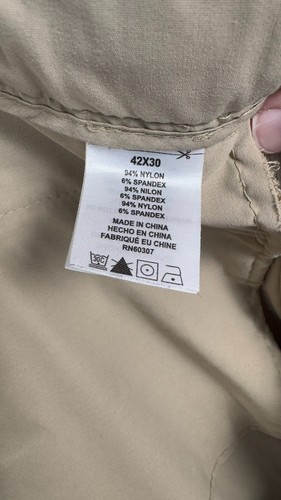 42X30
94% NYLON
6% SPANDEX
94% NILON
6% SPANDEX
94% NYLON
6% SPANDEX
MADE IN CHINA
HECHO EN CHINA
FABRIQUÉ EU CHINE
RN60307
30C